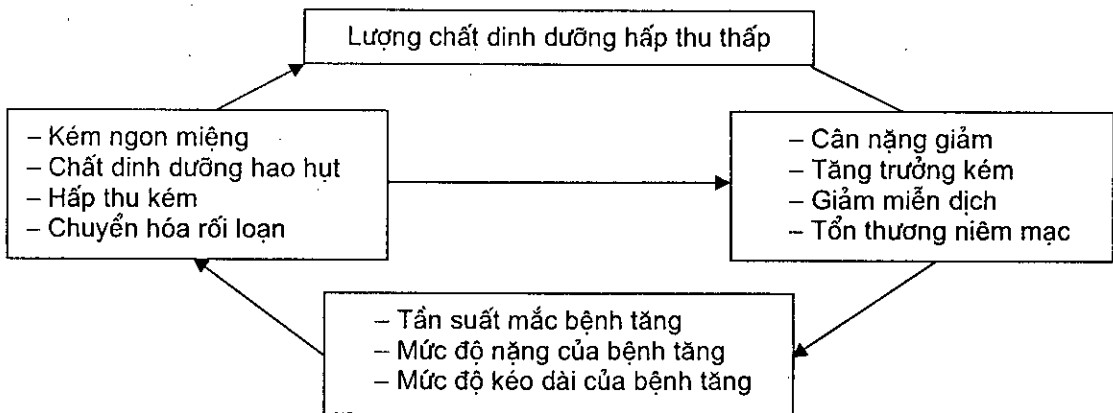 Lượng chất dinh dưỡng hấp thu thấp
– Kém ngon miệng
– Chất dinh dưỡng hao hụt
– Hấp thu kém
– Chuyển hóa rối loạn
– Cân nặng giảm
– Tăng trưởng kém
– Giảm miễn dịch
– Tổn thương niêm mạc
– Tần suất mắc bệnh tăng
– Mức độ nặng của bệnh tăng
– Mức độ kéo dài của bệnh tăng